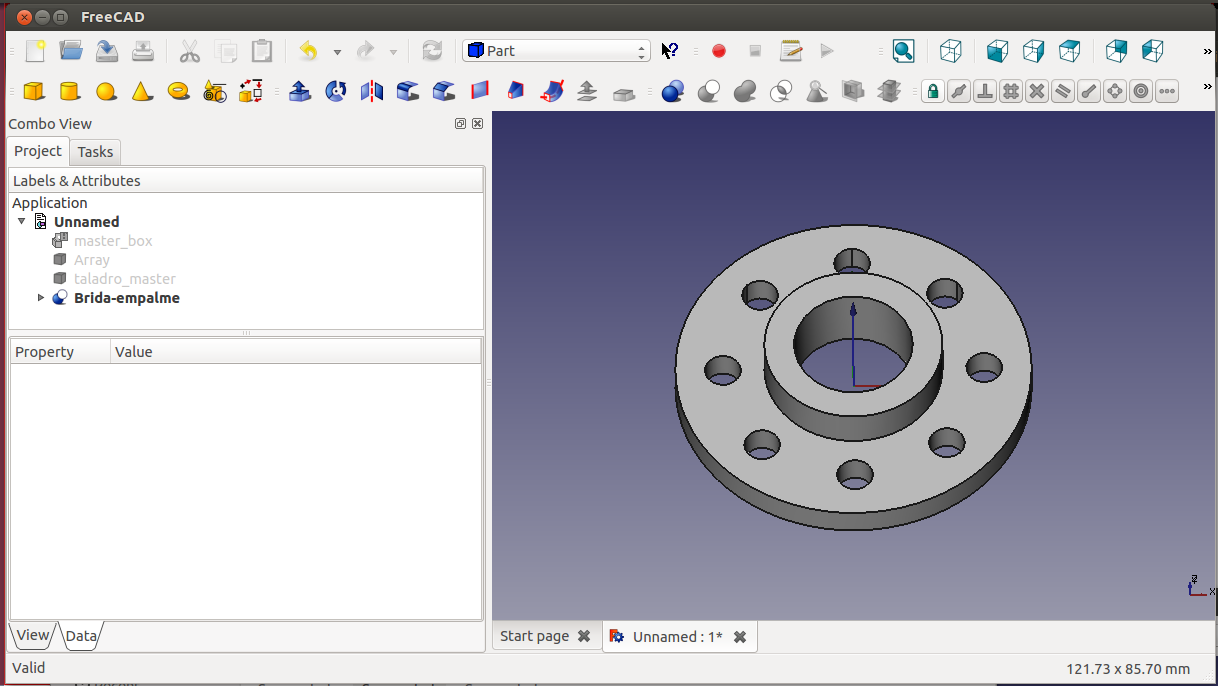 FreeCAD
Part
Combo View
Project Tasks
Labels & Attributes
Application
Unnamed
master_box
Array
taladro_master
Brida-empalme
Property Value
View Data
Start page Unnamed : 1*
Valid
121.73 x 85.70 mm
X